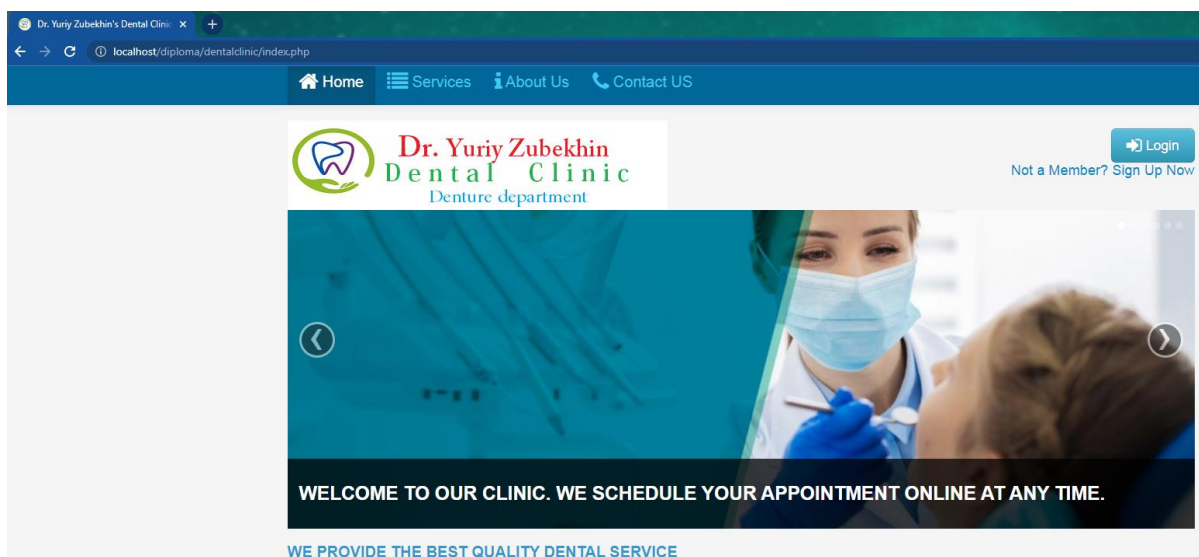 Dr. Yuriy Zubekhin's Dental Clinic
localhost/diploma/dentalclinic/index.php
Home Services About Us Contact US
Dr. Yuriy Zubekhin
Dental Clinic
Denture department
Login
Not a Member? Sign Up Now
WELCOME TO OUR CLINIC. WE SCHEDULE YOUR APPOINTMENT ONLINE AT ANY TIME.
WE PROVIDE THE BEST QUALITY DENTAL SERVICE